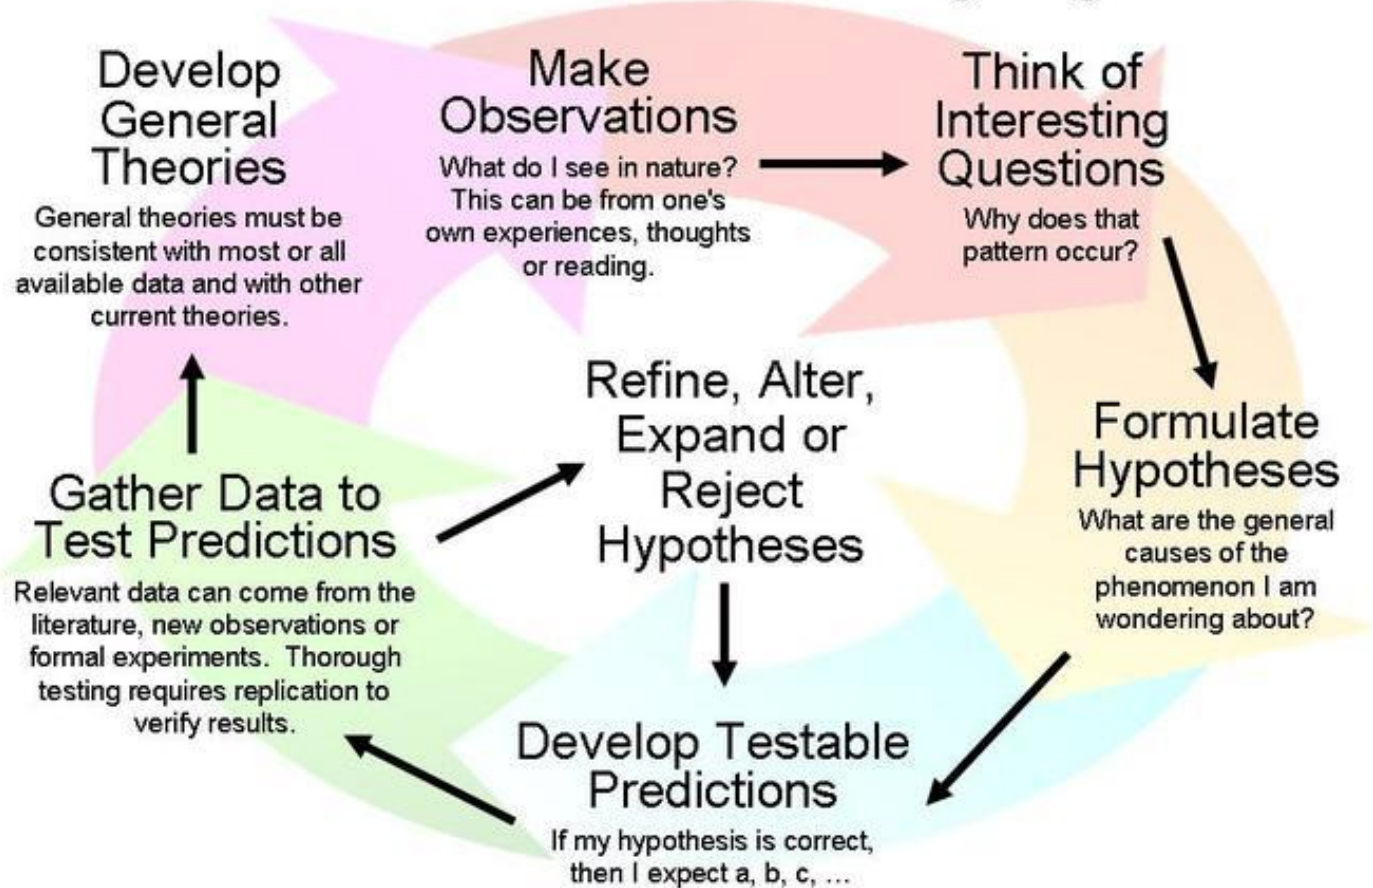 Make
Observations
What do I see in nature?
This can be from one's
own experiences, thoughts
or reading.
Think of
Interesting
Questions
Why does that
pattern occur?
Formulate
Hypotheses
What are the general
causes of the
phenomenon I am
wondering about?
Develop Testable
Predictions
If my hypothesis is correct,
then I expect a, b, c, ...
Gather Data to
Test Predictions
Relevant data can come from the
literature, new observations or
formal experiments. Thorough
testing requires replication to
verify results.
Refine, Alter,
Expand or
Reject
Hypotheses
Develop
General
Theories
General theories must be
consistent with most or all
available data and with other
current theories.